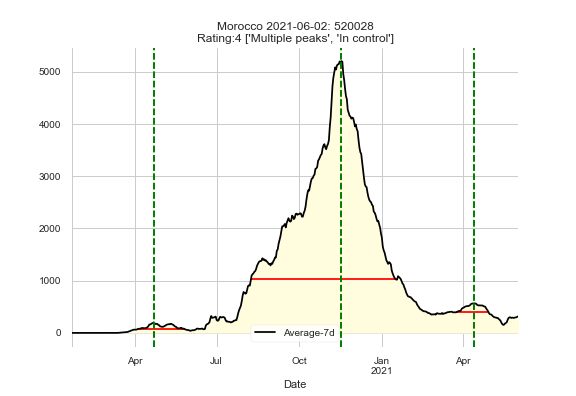 Morocco 2021-06-02: 520028
Rating:4 ['Multiple peaks', 'In control']
5000
4000
3000
2000
1000
0
Average-7d
Apr
Jul
Oct
Jan
2021
Apr
Date